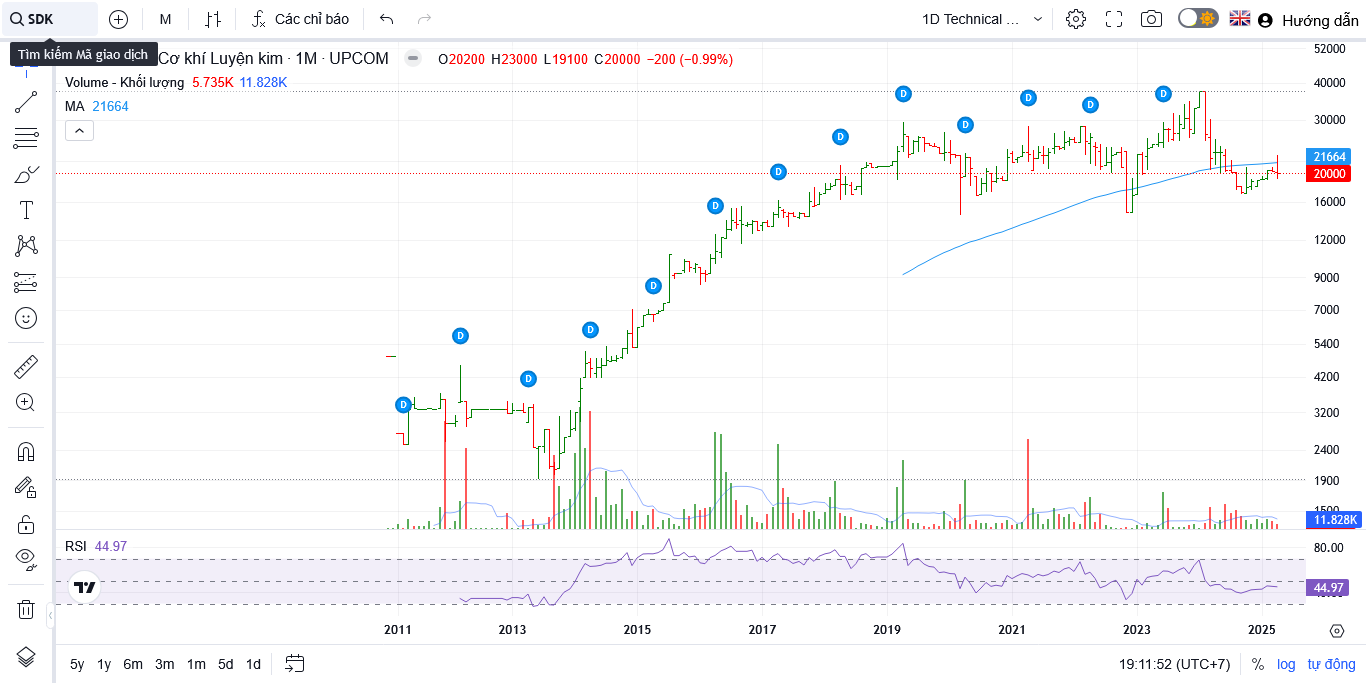 SDK
M
Các chỉ báo
1D Technical ...
Hướng dẫn
Tìm kiếm Mã giao dịch
Cơ khí Luyện kim · 1M · UPCOM
O20200 H23000 L19100 C20000 −200 (−0.99%)
Volume - Khối lượng 5.735K 11.828K
MA 21664
D D D D D D D D D D D D D D
52000
40000
30000
21664
20000
16000
12000
9000
7000
5400
4200
3200
2400
1900
11.828K
RSI 44.97
80.00
44.97
2011 2013 2015 2017 2019 2021 2023 2025
5y 1y 6m 3m 1m 5d 1d
19:11:52 (UTC+7) % log tự động